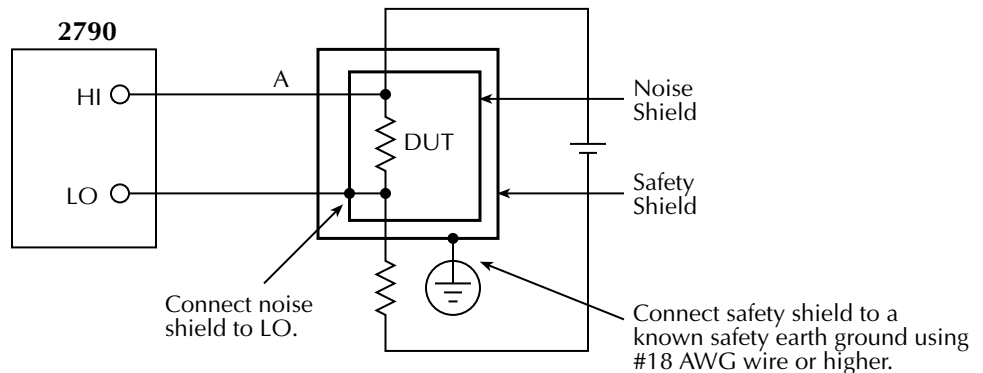 2790
A
HI
DUT
LO
Noise
Shield
Safety
Shield
Connect noise
shield to LO.
Connect safety shield to a
known safety earth ground using
#18 AWG wire or higher.